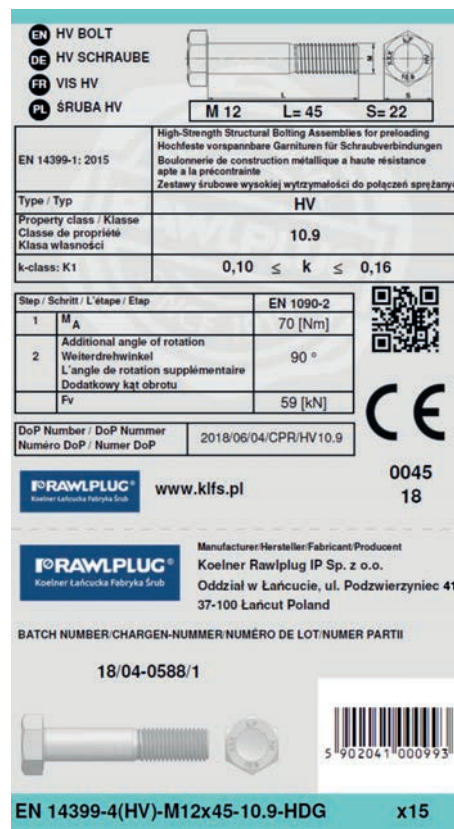 EN HV BOLT
DE HV SCHRAUBE
FR VIS HV
PL ŚRUBA HV
L
M
S
HV
10.9
M 12 L= 45 S= 22
EN 14399-1: 2015
High-Strength Structural Bolting Assemblies for preloading
Hochfeste vorspannbare Garnituren für Schraubverbindungen
Boulonnerie de construction métallique a haute résistance
apte a la précontrainte
Zestawy śrubowe wysokiej wytrzymałości do połączeń sprężany
Type / Typ
HV
Property class / Klasse
Classe de propriété
Klasa własności
10.9
k-class: K1
0,10 ≤ k ≤ 0,16
Step / Schritt / L'étape / Etap
EN 1090-2
1 MA 70 [Nm]
2
Additional angle of rotation
Weiterdrehwinkel
L'angle de rotation supplémentaire
Dodatkowy kąt obrotu
90 °
Fv 59 [kN]
CE
DoP Number / DoP Nummer
Numéro DoP / Numer DoP
2018/06/04/CPR/HV10.9
0045
18
RAWLPLUG®
Koelner Łańcucka Fabryka Śrub
www.klfs.pl
RAWLPLUG®
Koelner Łańcucka Fabryka Śrub
Manufacturer/Hersteller/Fabricant/Producent
Koelner Rawlplug IP Sp. z o.o.
Oddział w Łańcucie, ul. Podzwierzyniec 41
37-100 Łańcut Poland
BATCH NUMBER/CHARGEN-NUMMER/NUMÉRO DE LOT/NUMER PARTII
18/04-0588/1
5 902041 000993
EN 14399-4(HV)-M12x45-10.9-HDG x15